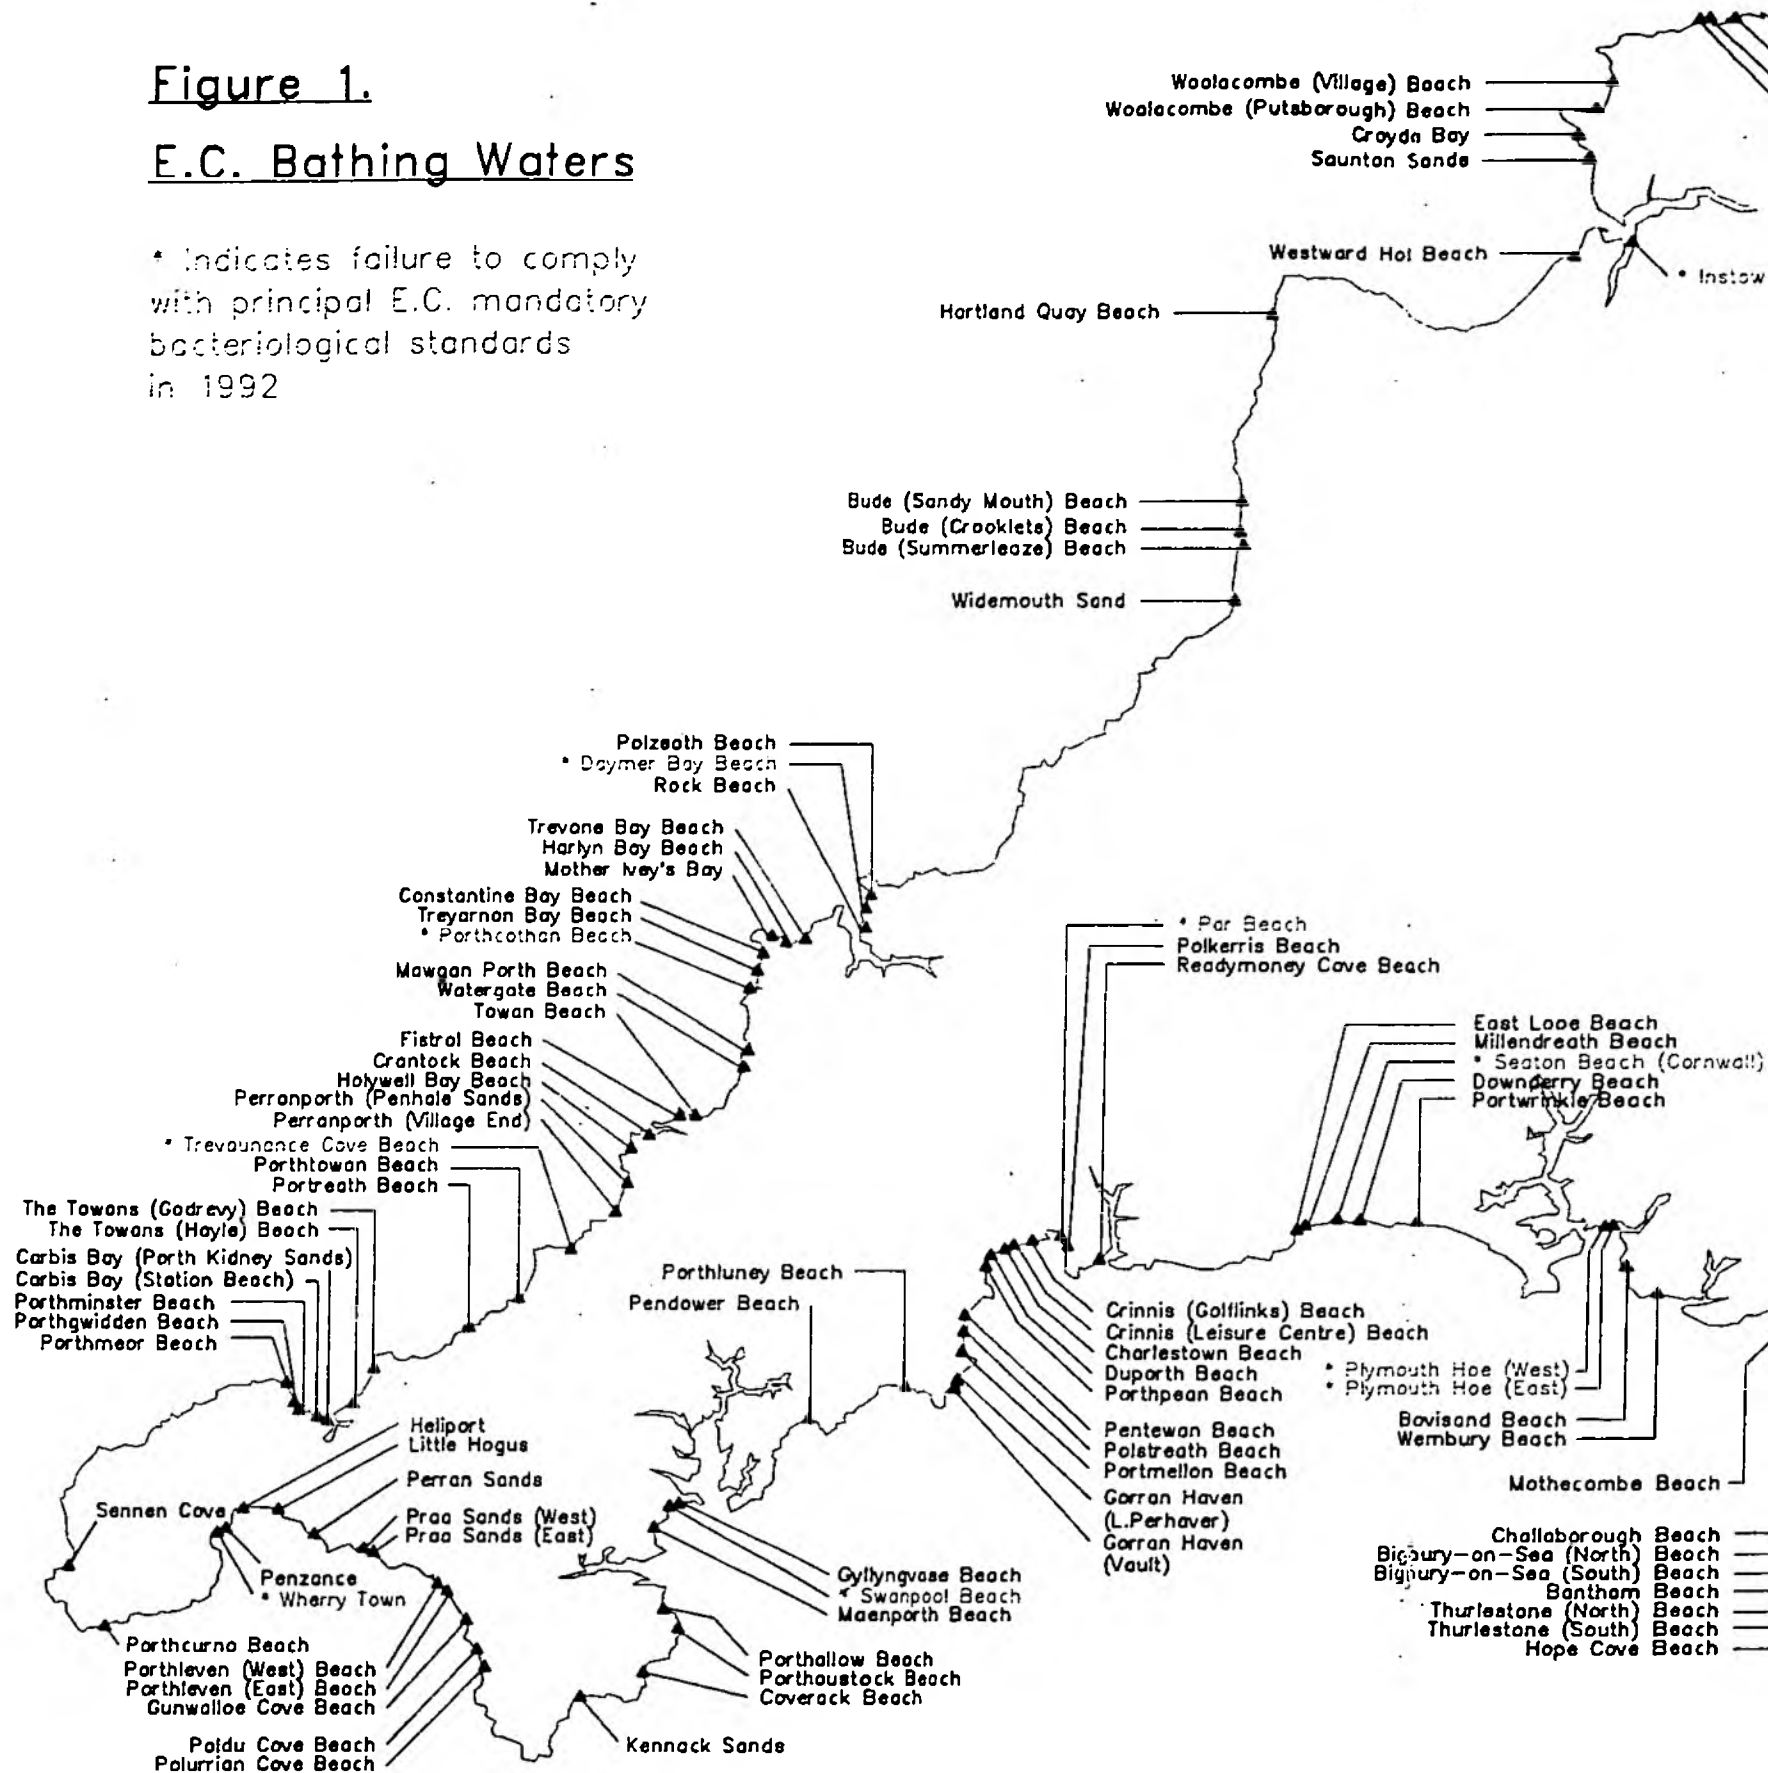 Figure 1.
E.C. Bathing Waters
* indicates failure to comply
with principal E.C. mandatory
bacteriological standards
in 1992
Woolacombe (Village) Beach
Woolacombe (Putsborough) Beach
Croyde Bay
Saunton Sands
Westward Ho! Beach
* Instow
Hartland Quay Beach
Bude (Sandy Mouth) Beach
Bude (Crooklets) Beach
Bude (Summerleaze) Beach
Widemouth Sand
Polzeath Beach
* Daymer Bay Beach
Rock Beach
Trevone Bay Beach
Harlyn Bay Beach
Mother Ivey's Bay
Constantine Bay Beach
Treyarnon Bay Beach
* Porthcothan Beach
Mawgan Porth Beach
Watergate Beach
Towan Beach
Fistral Beach
Crantock Beach
Holywell Bay Beach
Perranporth (Penhale Sands)
Perranporth (Village End)
* Trevaunance Cove Beach
Porthtowan Beach
Portreath Beach
The Towans (Godrevy) Beach
The Towans (Hayle) Beach
Carbis Bay (Porth Kidney Sands)
Carbis Bay (Station Beach)
Porthminster Beach
Porthgwidden Beach
Porthmeor Beach
* Par Beach
Polkerris Beach
Readymoney Cove Beach
East Looe Beach
Millendreath Beach
* Seaton Beach (Cornwall)
Downderry Beach
Portwrinkle Beach
Porthluney Beach
Pendower Beach
Crinnis (Golflinks) Beach
Crinnis (Leisure Centre) Beach
Charlestown Beach
Duporth Beach
Porthpean Beach
Pentewan Beach
Polstreath Beach
Portmellon Beach
Gorran Haven
(L.Perhaver)
Gorran Haven
(Vault)
* Plymouth Hoe (West)
* Plymouth Hoe (East)
Bovisand Beach
Wembury Beach
Mothecombe Beach
Challaborough Beach
Bigbury-on-Sea (North) Beach
Bigbury-on-Sea (South) Beach
Bantham Beach
Thurlestone (North) Beach
Thurlestone (South) Beach
Hope Cove Beach
Heliport
Little Hogus
Perran Sands
Praa Sands (West)
Praa Sands (East)
Sennen Cove
Penzance
* Wherry Town
Porthcurno Beach
Porthleven (West) Beach
Porthleven (East) Beach
Gunwalloe Cove Beach
Poldu Cove Beach
Polurrian Cove Beach
Gyllyngvase Beach
* Swanpool Beach
Maenporth Beach
Porthallow Beach
Porthoustock Beach
Coverack Beach
Kennack Sands